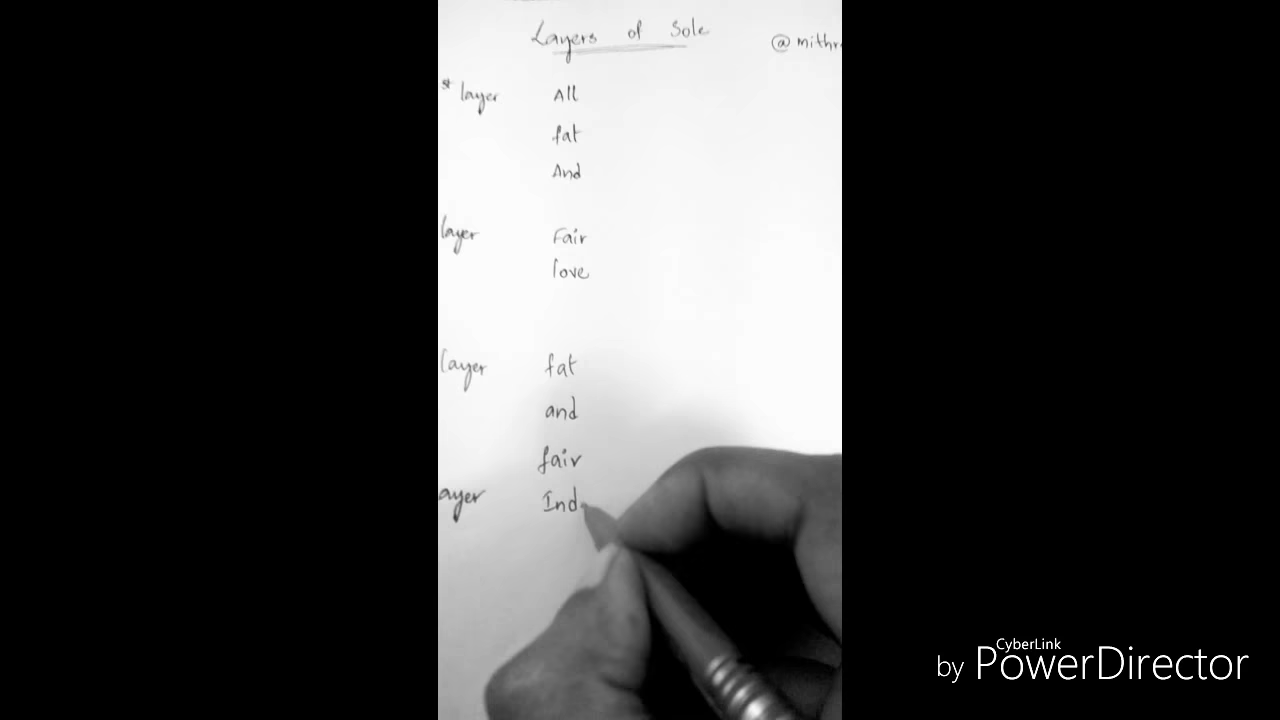 Layers of Sole
@mithr
st layer All
fat
And
layer Fair
love
layer fat
and
fair
ayer Ind
CyberLink
by PowerDirector